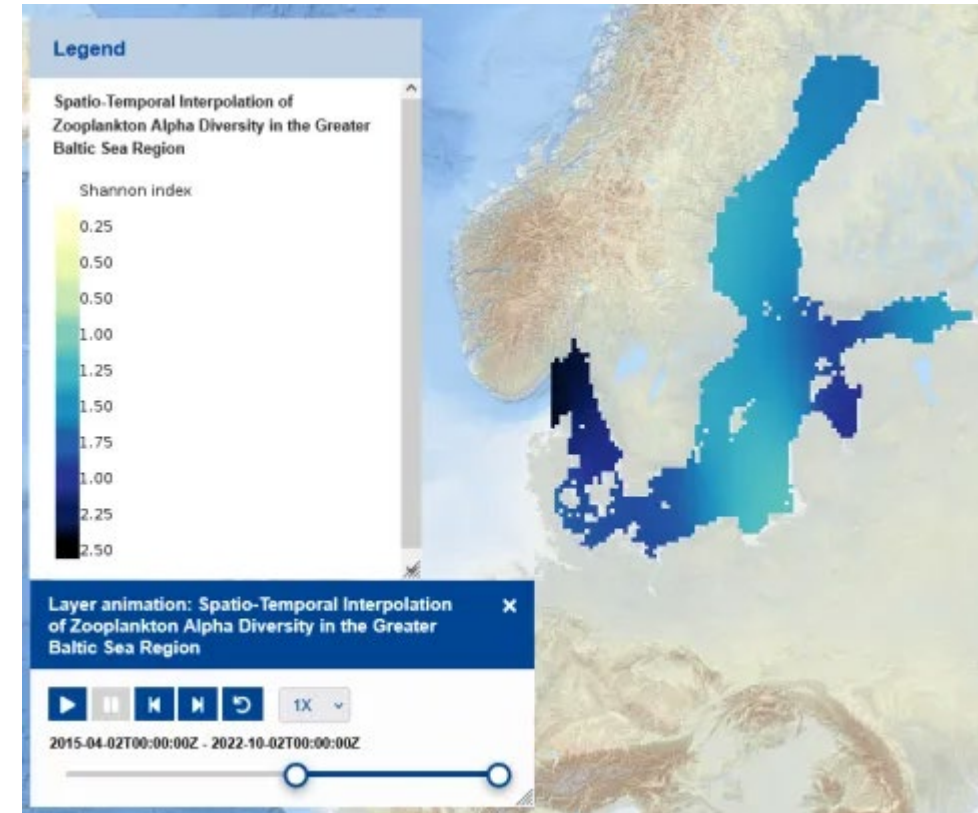 Legend
Spatio-Temporal Interpolation of
Zooplankton Alpha Diversity in the Greater
Baltic Sea Region
Shannon index
0.25
0.50
0.50
1.00
1.25
1.50
1.75
1.00
2.25
2.50
Layer animation: Spatio-Temporal Interpolation
of Zooplankton Alpha Diversity in the Greater
Baltic Sea Region
1X
2015-04-02T00:00:00Z - 2022-10-02T00:00:00Z